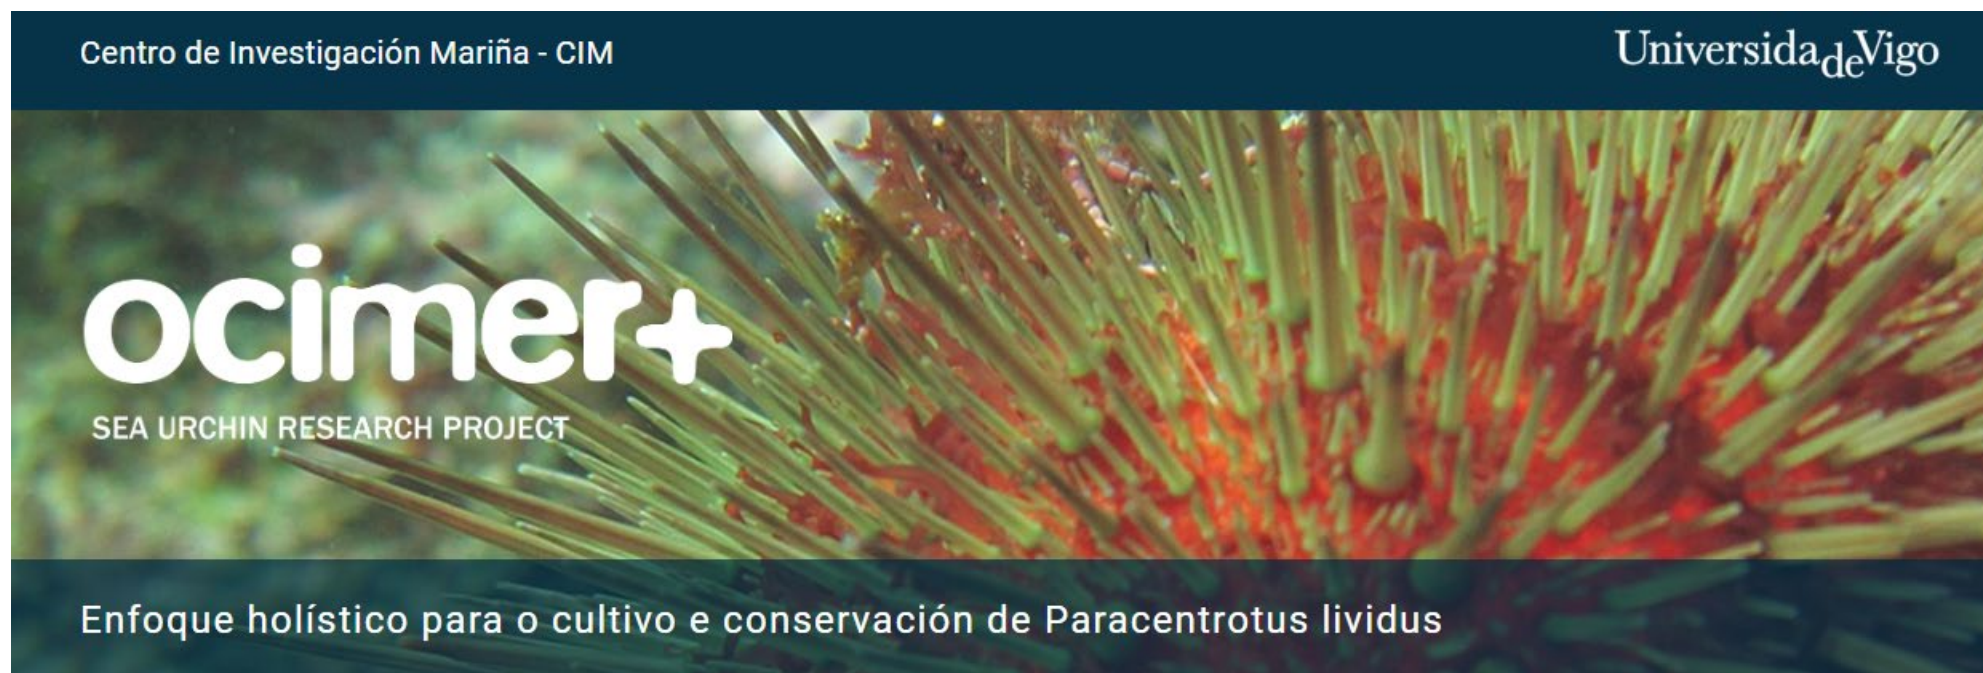 Centro de Investigación Mariña - CIM
UniversidadeVigo
ocimer+
SEA URCHIN RESEARCH PROJECT
Enfoque holístico para o cultivo e conservación de Paracentrotus lividus